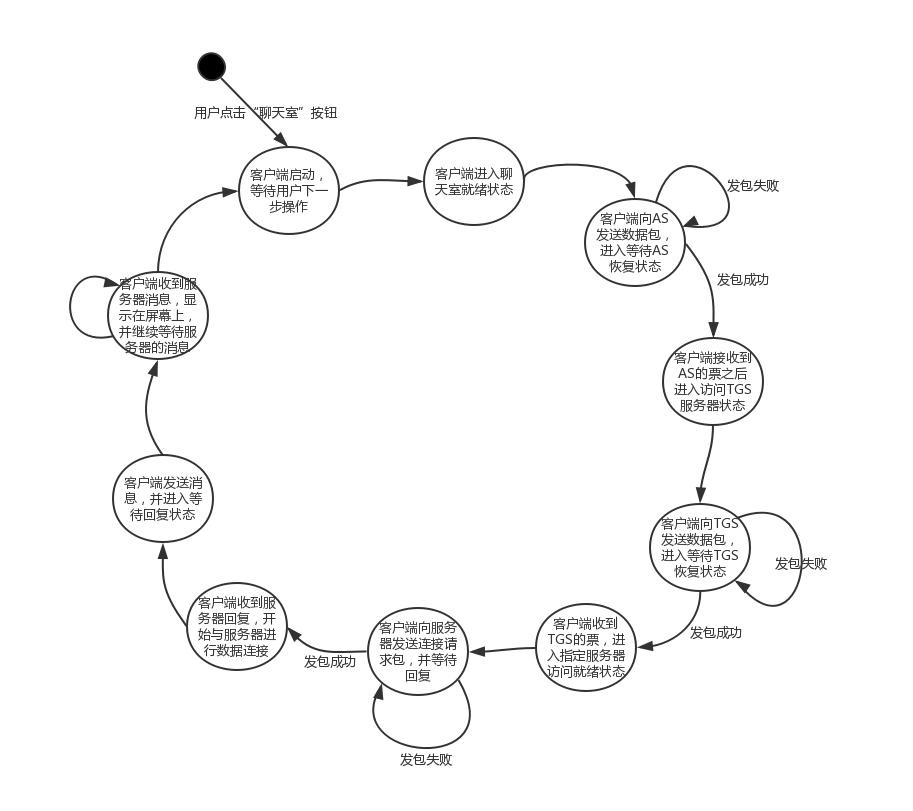 用户点击“聊天室”按钮
客户端启动，
等待用户下一
步操作
客户端进入聊
天室就绪状态
客户端向AS
发送数据包，
进入等待AS
恢复状态
发包失败
发包成功
客户端接收到
AS的票之后
进入访问TGS
服务器状态
客户端向TGS
发送数据包，
进入等待TGS
恢复状态
发包失败
发包成功
客户端收到
TGS的票，进
入指定服务器
访问就绪状态
客户端向服务
器发送连接请
求包，并等待
回复
发包失败
发包成功
客户端收到服
务器回复，开
始与服务器进
行数据连接
客户端发送消
息，并进入等
待回复状态
客户端收到服
务器消息，显
示在屏幕上，
并继续等待服
务器的消息